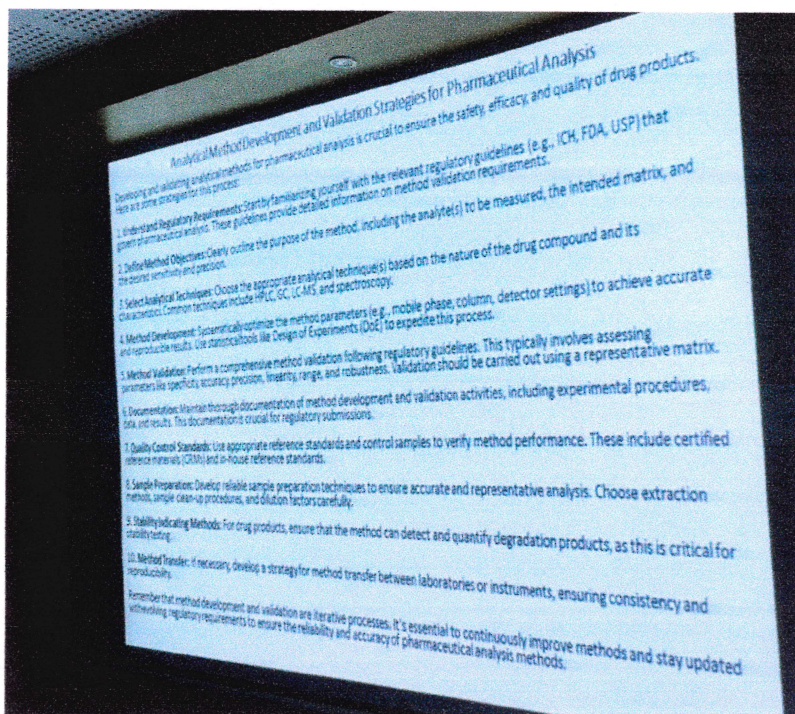 Analytical Method Development and Validation Strategies for Pharmaceutical Analysis
Developing and validating analytical methods for pharmaceutical analysis is crucial to ensure the safety, efficacy, and quality of drug products.
Here are some strategies for this process:
1. Understand Regulatory Requirements: Start by familiarizing yourself with the relevant regulatory guidelines (e.g., ICH, FDA, USP) that
govern pharmaceutical analysis. These guidelines provide detailed information on method validation requirements.
2. Define Method Objectives: Clearly outline the purpose of the method, including the analyte(s) to be measured, the intended matrix, and
the desired sensitivity and precision.
3. Select Analytical Techniques: Choose the appropriate analytical technique(s) based on the nature of the drug compound and its
characteristics. Common techniques include HPLC, GC, LC-MS, and spectroscopy.
4. Method Development: Systematically optimize the method parameters (e.g., mobile phase, column, detector settings) to achieve accurate
and reproducible results. Use statistical tools like Design of Experiments (DoE) to expedite this process.
5. Method Validation: Perform a comprehensive method validation following regulatory guidelines. This typically involves assessing
parameters like specificity, accuracy, precision, linearity, range, and robustness. Validation should be carried out using a representative matrix.
6. Documentation: Maintain thorough documentation of method development and validation activities, including experimental procedures,
data, and results. This documentation is crucial for regulatory submissions.
7. Quality Control Standards: Use appropriate reference standards and control samples to verify method performance. These include certified
reference materials (CRMs) and in-house reference standards.
8. Sample Preparation: Develop reliable sample preparation techniques to ensure accurate and representative analysis. Choose extraction
methods, sample clean-up procedures, and dilution factors carefully.
9. Stability Indicating Methods: For drug products, ensure that the method can detect and quantify degradation products, as this is critical for
stability testing.
10. Method Transfer: If necessary, develop a strategy for method transfer between laboratories or instruments, ensuring consistency and
reproducibility.
Remember that method development and validation are iterative processes. It's essential to continuously improve methods and stay updated
with evolving regulatory requirements to ensure the reliability and accuracy of pharmaceutical analysis methods.